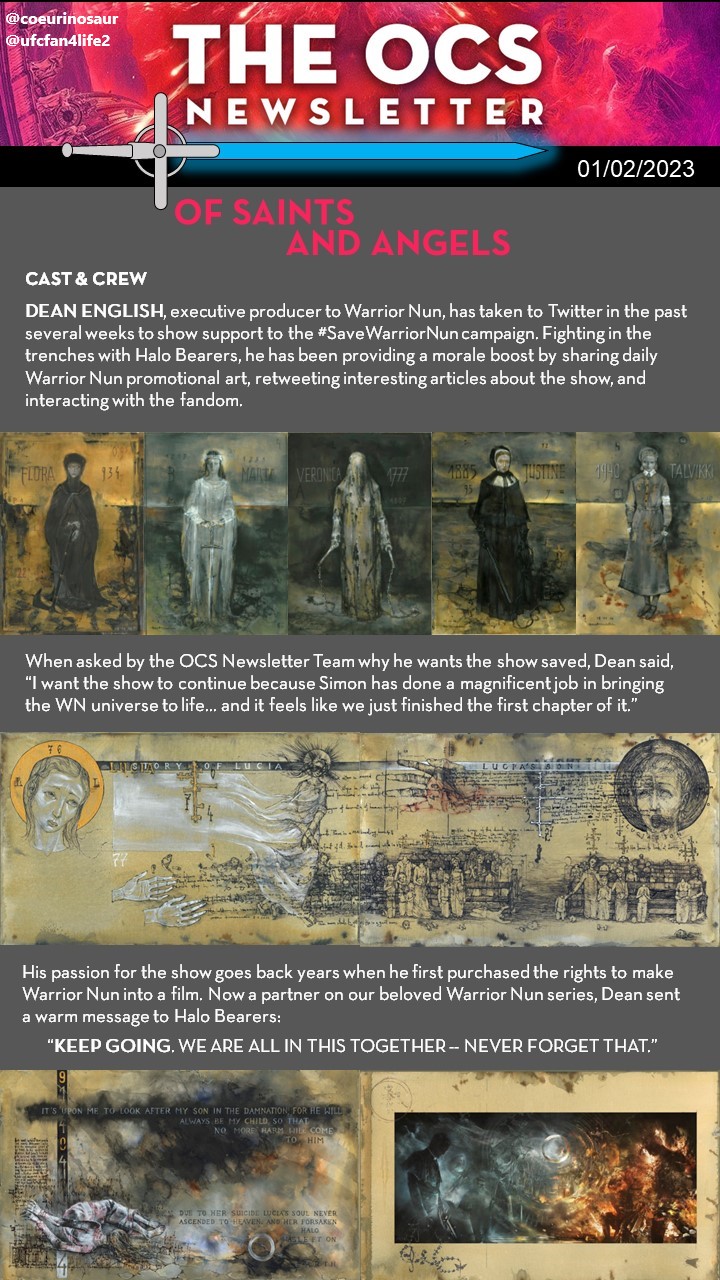 @coeurinosaur
@ufcfan4life2
THE OCS
NEWSLETTER
01/02/2023
OF SAINTS
AND ANGELS
CAST & CREW
DEAN ENGLISH, executive producer to Warrior Nun, has taken to Twitter in the past
several weeks to show support to the #SaveWarriorNun campaign. Fighting in the
trenches with Halo Bearers, he has been providing a morale boost by sharing daily
Warrior Nun promotional art, retweeting interesting articles about the show, and
interacting with the fandom.
FLORA 934
MARTA
VERONICA 1777
1885 JUSTINE
1940 TALVIKKI
When asked by the OCS Newsletter Team why he wants the show saved, Dean said,
“I want the show to continue because Simon has done a magnificent job in bringing
the WN universe to life... and it feels like we just finished the first chapter of it.”
HISTORY OF LUCIA
LUCIA'S
77
His passion for the show goes back years when he first purchased the rights to make
Warrior Nun into a film. Now a partner on our beloved Warrior Nun series, Dean sent
a warm message to Halo Bearers:
“KEEP GOING. WE ARE ALL IN THIS TOGETHER -- NEVER FORGET THAT.”
IT'S UPON ME TO LOOK AFTER MY SON IN THE DAMNATION FOR HE WILL
ALWAYS BE MY CHILD, SO THAT
NO MORE HARM COME
TO HIM
DUE TO HER SUICIDE LUCIA'S SOUL NEVER
ASCENDED TO HEAVEN AND HER FORSAKEN
HALO